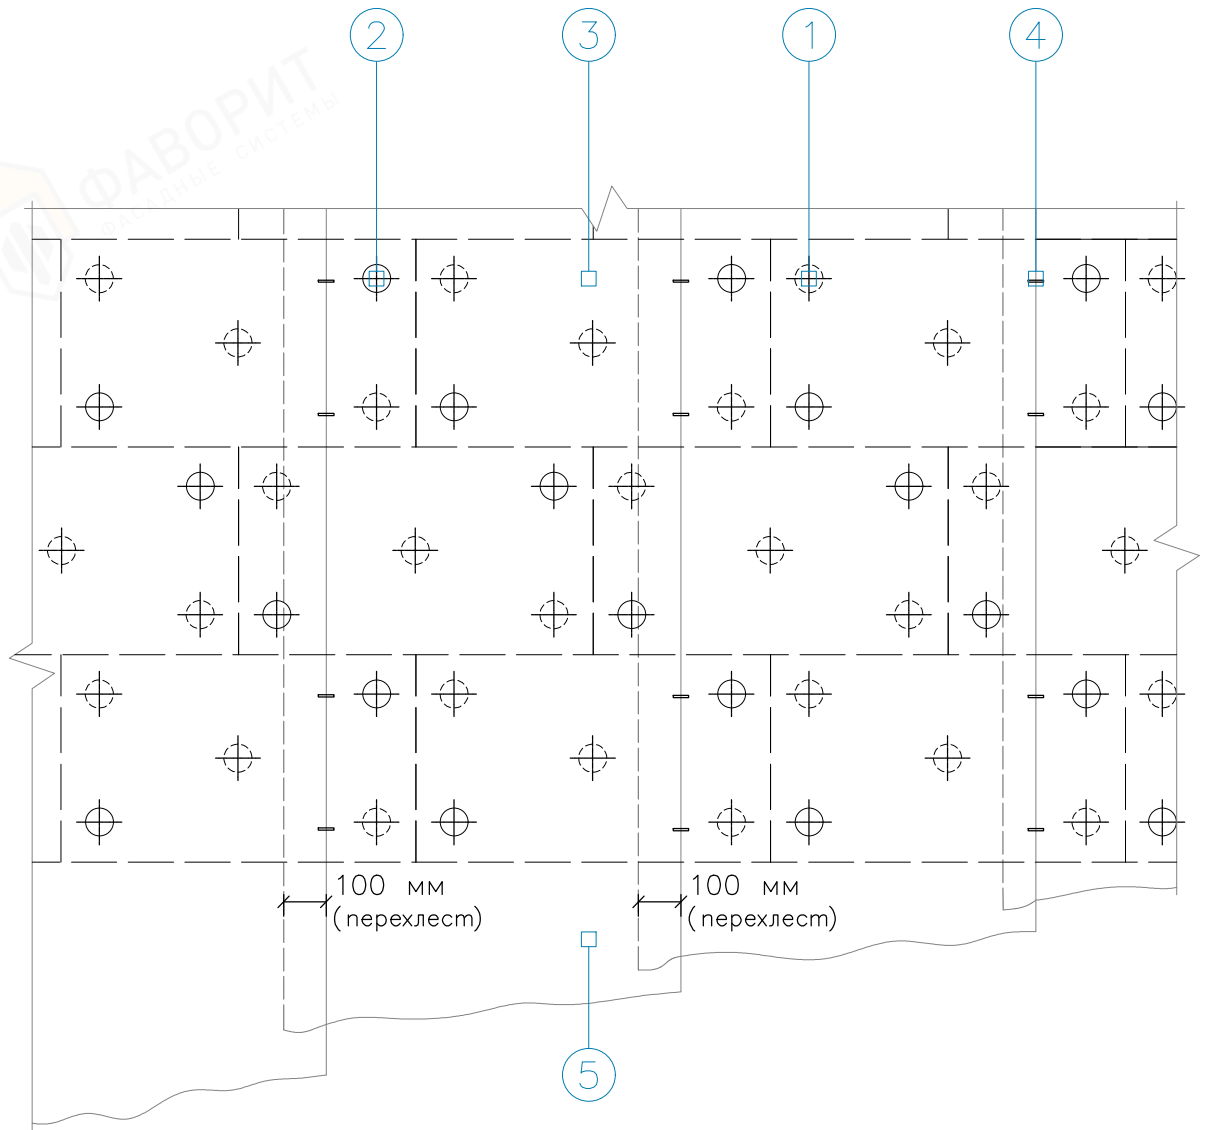 2 3 1 4
ФАВОРИТ
ФАСАДНЫЕ СИСТЕМЫ
100 мм
(перехлест)
100 мм
(перехлест)
5